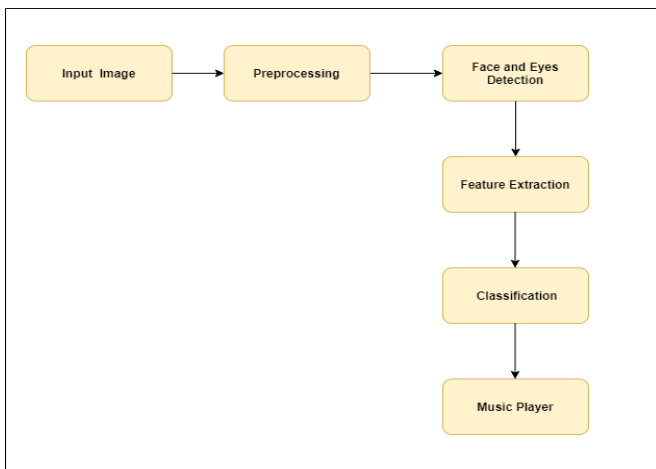 Input Image
Preprocessing
Face and Eyes
Detection
Feature Extraction
Classification
Music Player